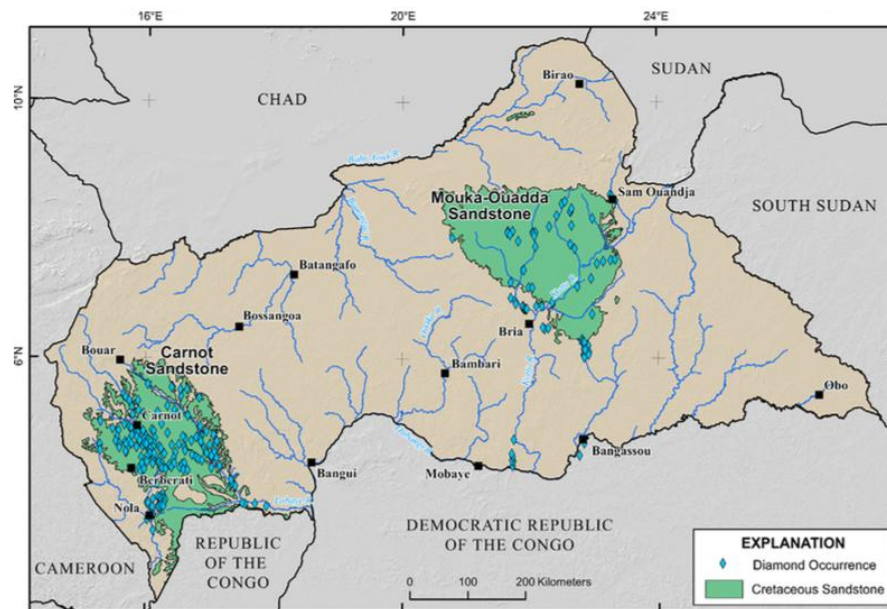 16°E
20°E
24°E
10°N
6°N
CHAD
SUDAN
SOUTH SUDAN
Birao
Sam Ouandja
Mouka-Ouadda
Sandstone
Batangafo
Bossangoa
Bouar
Carnot
Sandstone
Carnot
Berberati
Nola
Bria
Bambari
Bangui
Mobaye
Bangassou
Obo
CAMEROON
REPUBLIC
OF THE
CONGO
DEMOCRATIC REPUBLIC
OF THE CONGO
0
100
200 Kilometers
EXPLANATION
Diamond Occurrence
Cretaceous Sandstone